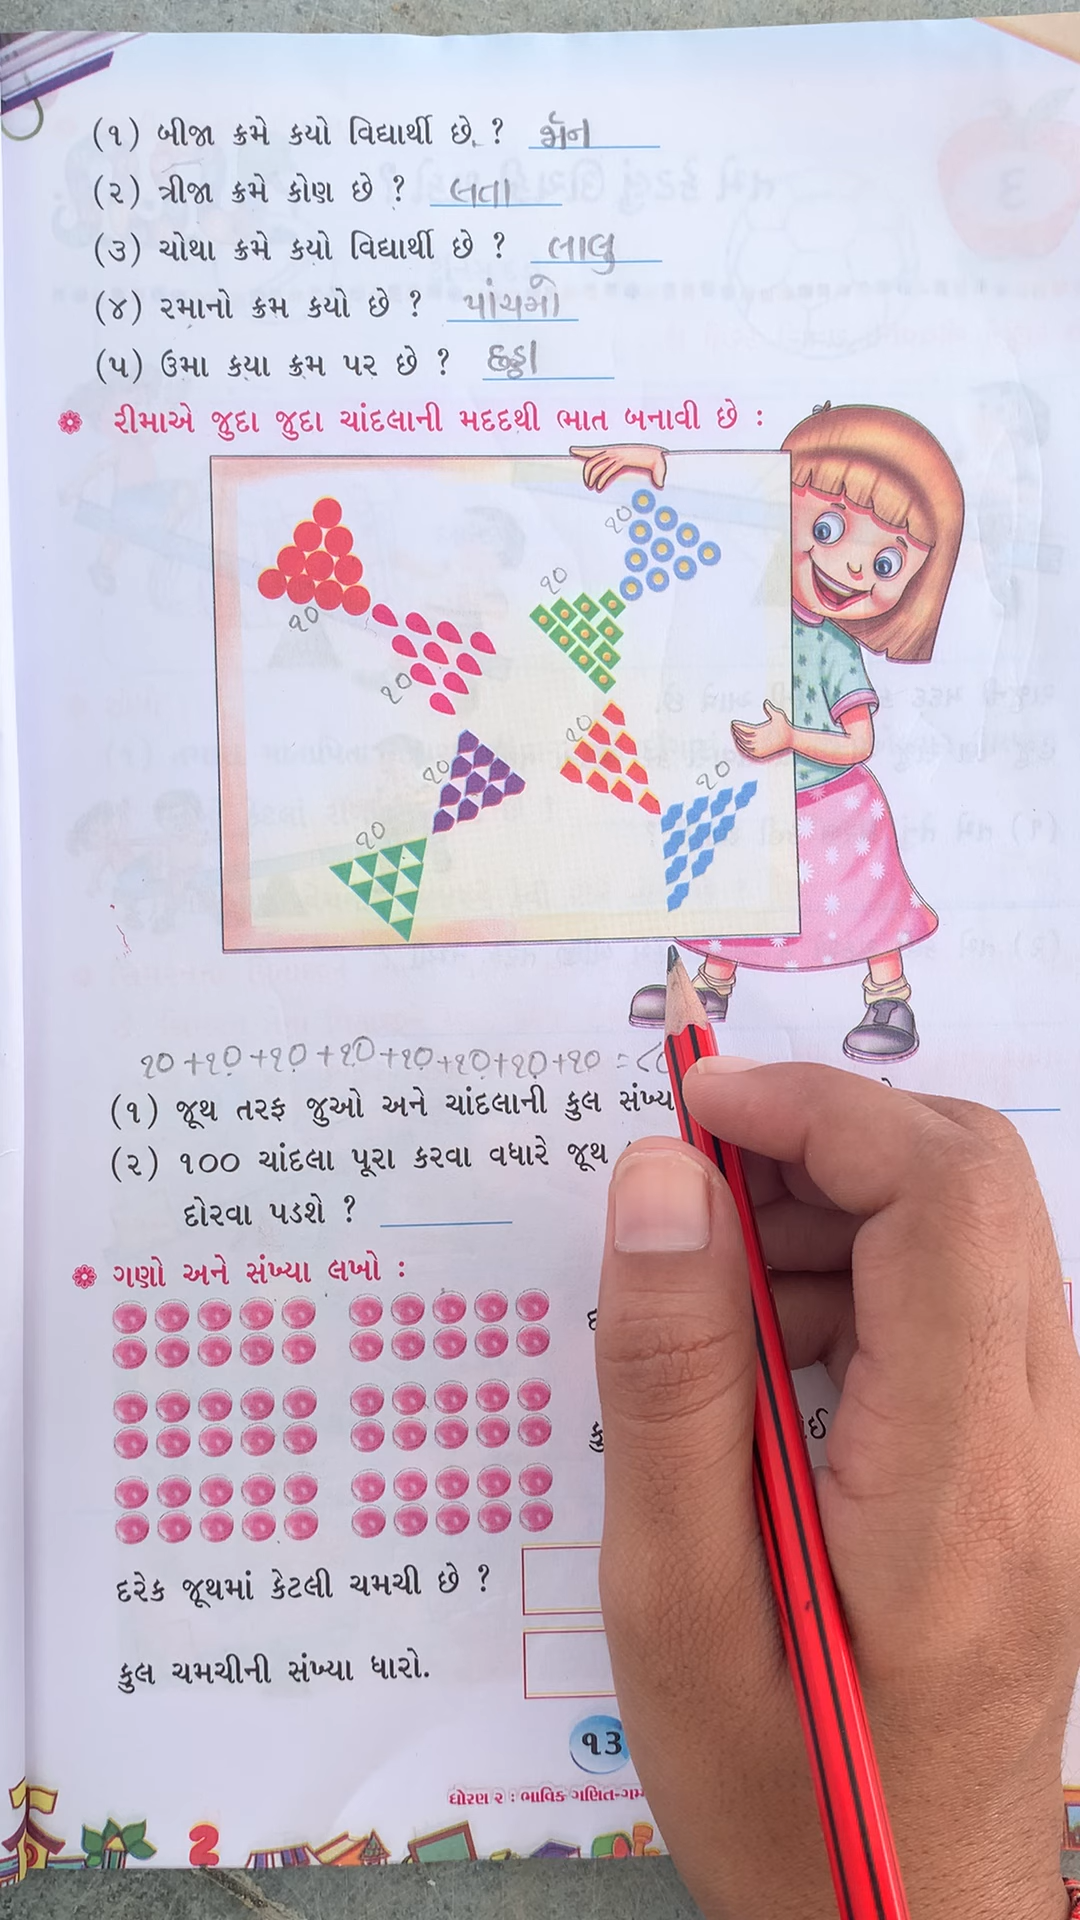 (૧) બીજા ક્રમે કયો વિદ્યાર્થી છે ? મૅન
(૨) ત્રીજા ક્રમે કોણ છે ? લતા
(૩) ચોથા ક્રમે કયો વિદ્યાર્થી છે ? લાલુ
(૪) રમાનો ક્રમ કયો છે ? પાંચમો
(૫) ઉમા કયા ક્રમ પર છે ? છઠ્ઠા
રીમાએ જુદા જુદા ચાંદલાની મદદથી ભાત બનાવી છે :
૧૦
૧૦
૧૦
૧૦
૧૦
૧૦
૧૦
૧૦
૧૦ + ૧૦ + ૧૦ + ૧૦ + ૧૦ + ૧૦ + ૧૦ + ૧૦ = ૮૦
(૧) જૂથ તરફ જુઓ અને ચાંદલાની કુલ
(૨) ૧૦૦ ચાંદલા પૂરા કરવા વધારે જૂથ
દોરવા પડશે ?
ગણો અને સંખ્યા લખો :
દરેક જૂથમાં કેટલી ચમચી છે ?
કુલ ચમચીની સંખ્યા ધારો.
૧૩
ધોરણ ૨ : ભાવિક ગણિત-ગમ
2